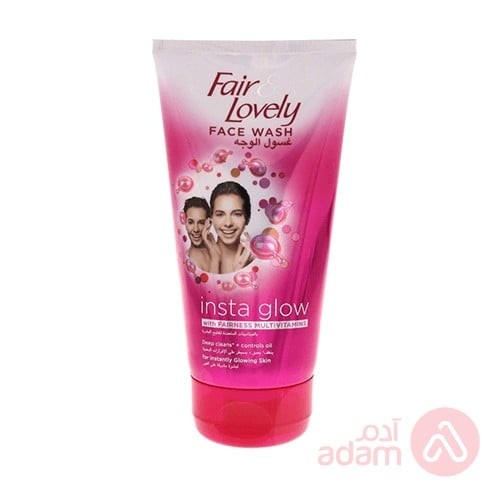 Fair & Lovely
FACE WASH
غسول الوجه
insta glow
with FAIRNESS MULTIVITAMINS
Deep cleans* + controls oil
For Instantly Glowing Skin
آدم
adam